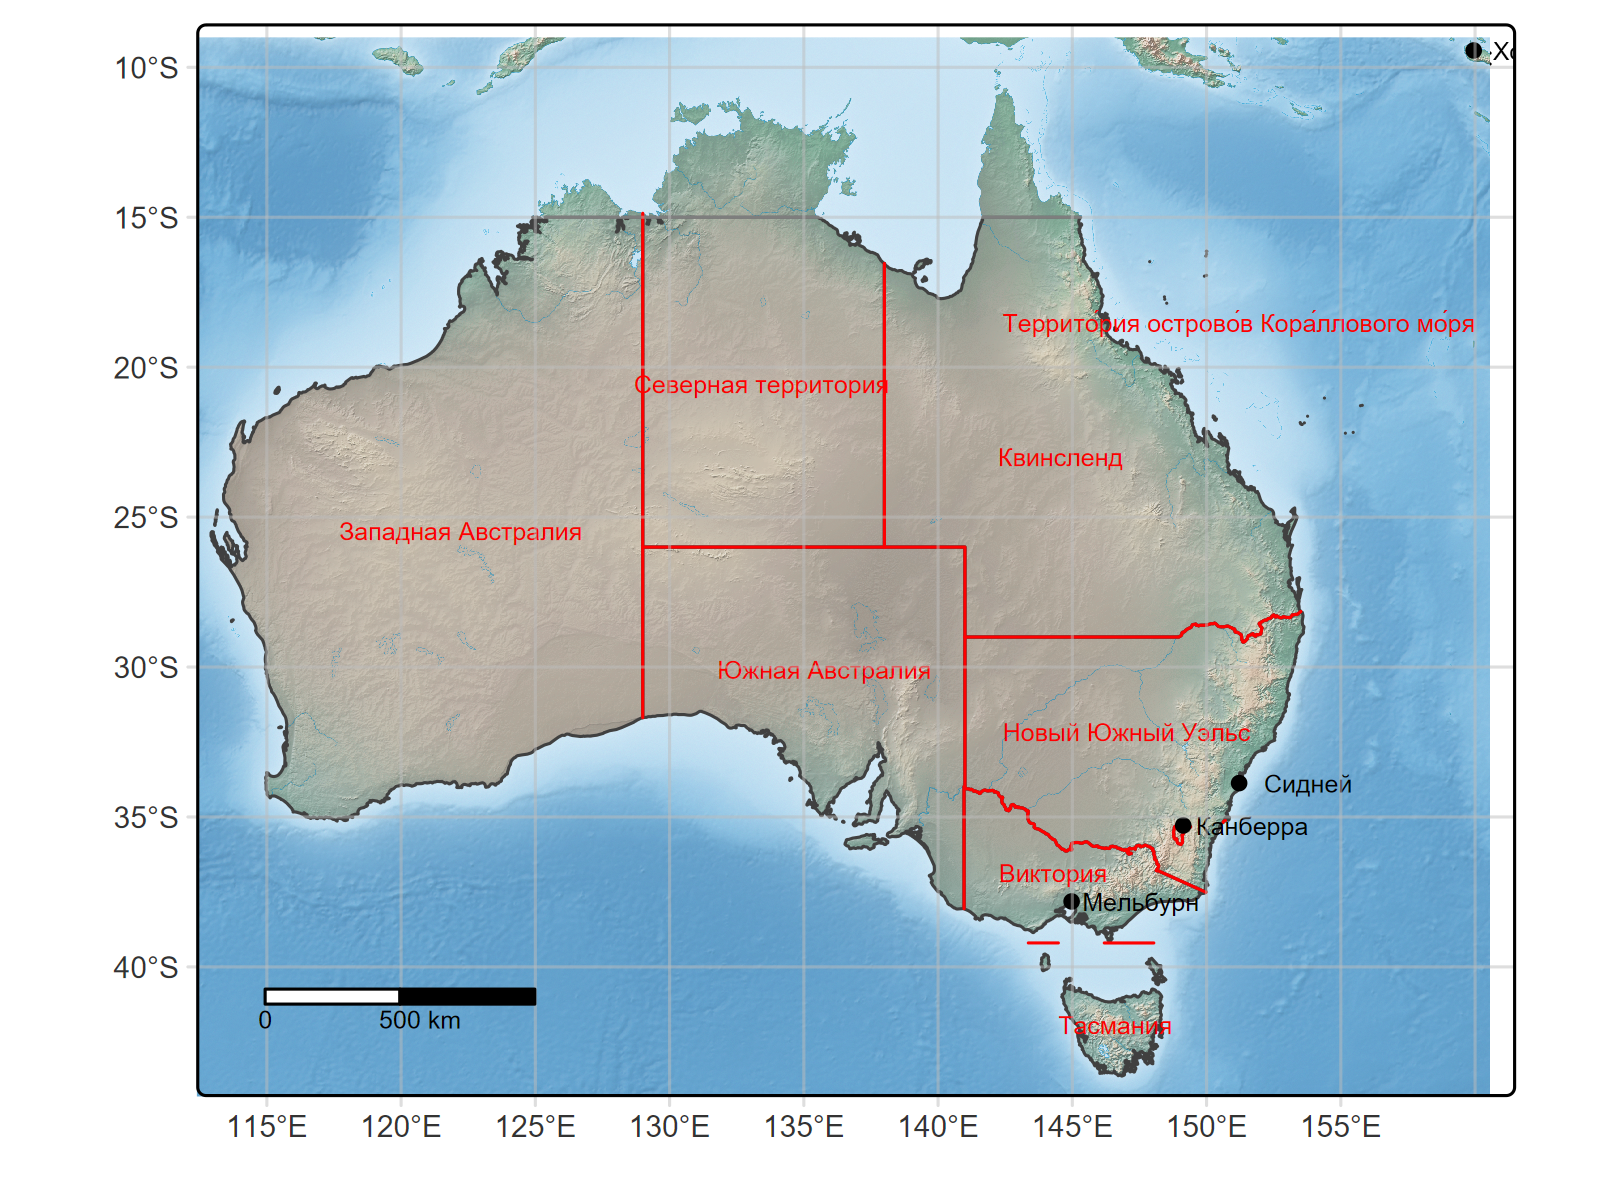 10°S
Хо
15°S
Террито́рия острово́в Кора́ллового мо́ря
20°S
Северная территория
Квинсленд
25°S
Западная Австралия
30°S
Южная Австралия
Новый Южный Уэльс
Сидней
35°S
Канберра
Виктория
Мельбурн
40°S
0
500 km
Тасмания
115°E
120°E
125°E
130°E
135°E
140°E
145°E
150°E
155°E